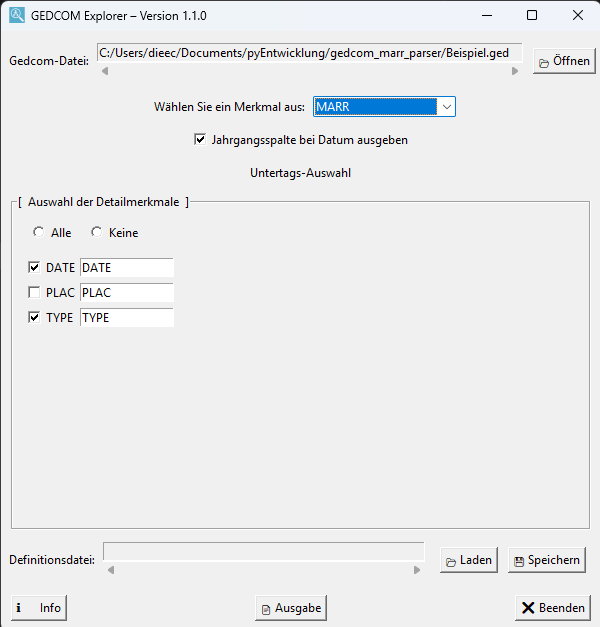 GEDCOM Explorer – Version 1.1.0
Gedcom-Datei: C:/Users/dieec/Documents/pyEntwicklung/gedcom_marr_parser/Beispiel.ged Öffnen
Wählen Sie ein Merkmal aus: MARR
Jahrgangsspalte bei Datum ausgeben
Untertags-Auswahl
[ Auswahl der Detailmerkmale ]
Alle Keine
DATE DATE
PLAC PLAC
TYPE TYPE
Definitionsdatei: Laden Speichern
Info Ausgabe Beenden